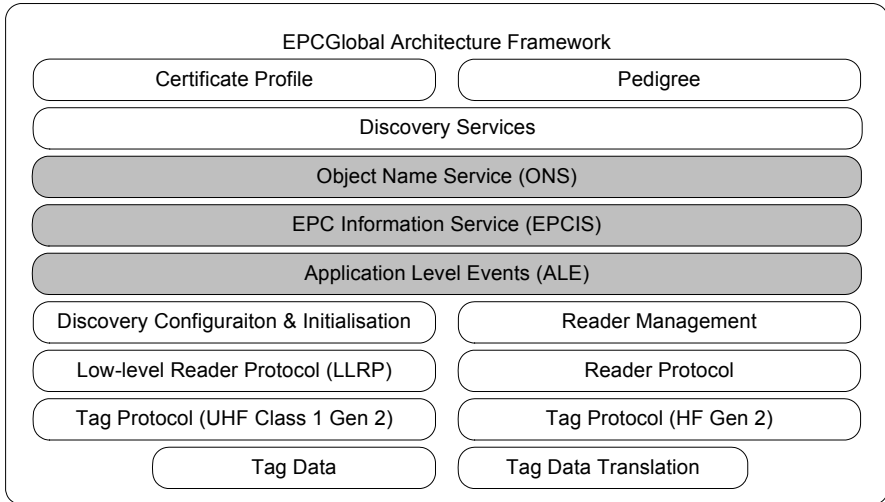 EPCGlobal Architecture Framework
Certificate Profile
Pedigree
Discovery Services
Object Name Service (ONS)
EPC Information Service (EPCIS)
Application Level Events (ALE)
Discovery Configuraiton & Initialisation
Reader Management
Low-level Reader Protocol (LLRP)
Reader Protocol
Tag Protocol (UHF Class 1 Gen 2)
Tag Protocol (HF Gen 2)
Tag Data
Tag Data Translation